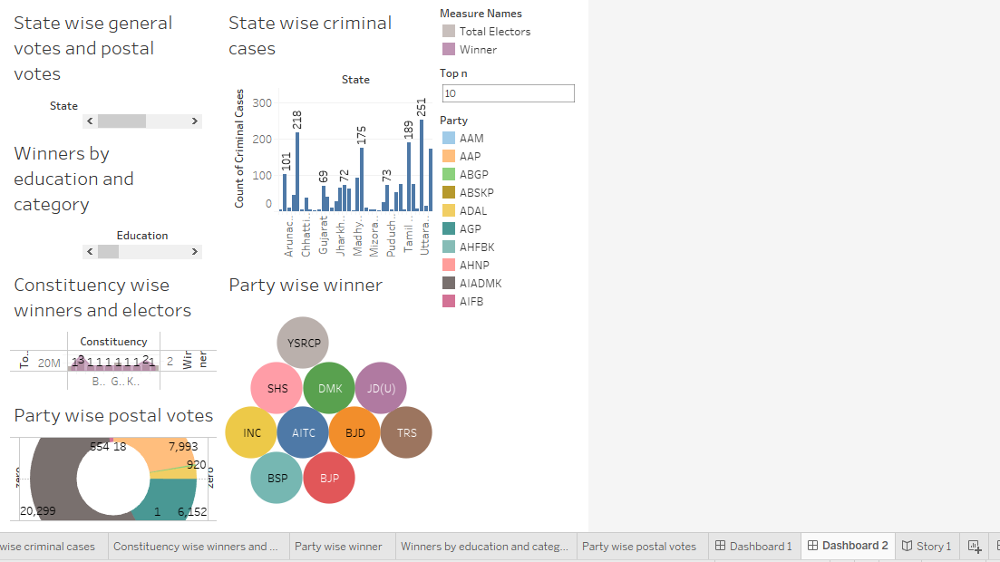 State wise general
votes and postal
votes
State
Winners by
education and
category
Education
Constituency wise
winners and electors
Constituency
To..
20M
1 3 1 1 1 1 1 1 2 1
2
Win
ner
B.. G.. K..
Party wise postal votes
zero
554 18
7,993
920
20,299
1
6,152
zero
State wise criminal
cases
State
Count of Criminal Cases
300
200
100
0
101
218
69
72
175
73
189
251
Arunac..
Chhatti..
Gujarat
Jharkh..
Madhy..
Mizora..
Puduch..
Tamil ..
Uttara..
Party wise winner
YSRCP
SHS DMK JD(U)
INC AITC BJD TRS
BSP BJP
Measure Names
Total Electors
Winner
Top n
10
Party
AAM
AAP
ABGP
ABSKP
ADAL
AGP
AHFBK
AHNP
AIADMK
AIFB
wise criminal cases Constituency wise winners and ... Party wise winner Winners by education and categ... Party wise postal votes Dashboard 1 Dashboard 2 Story 1